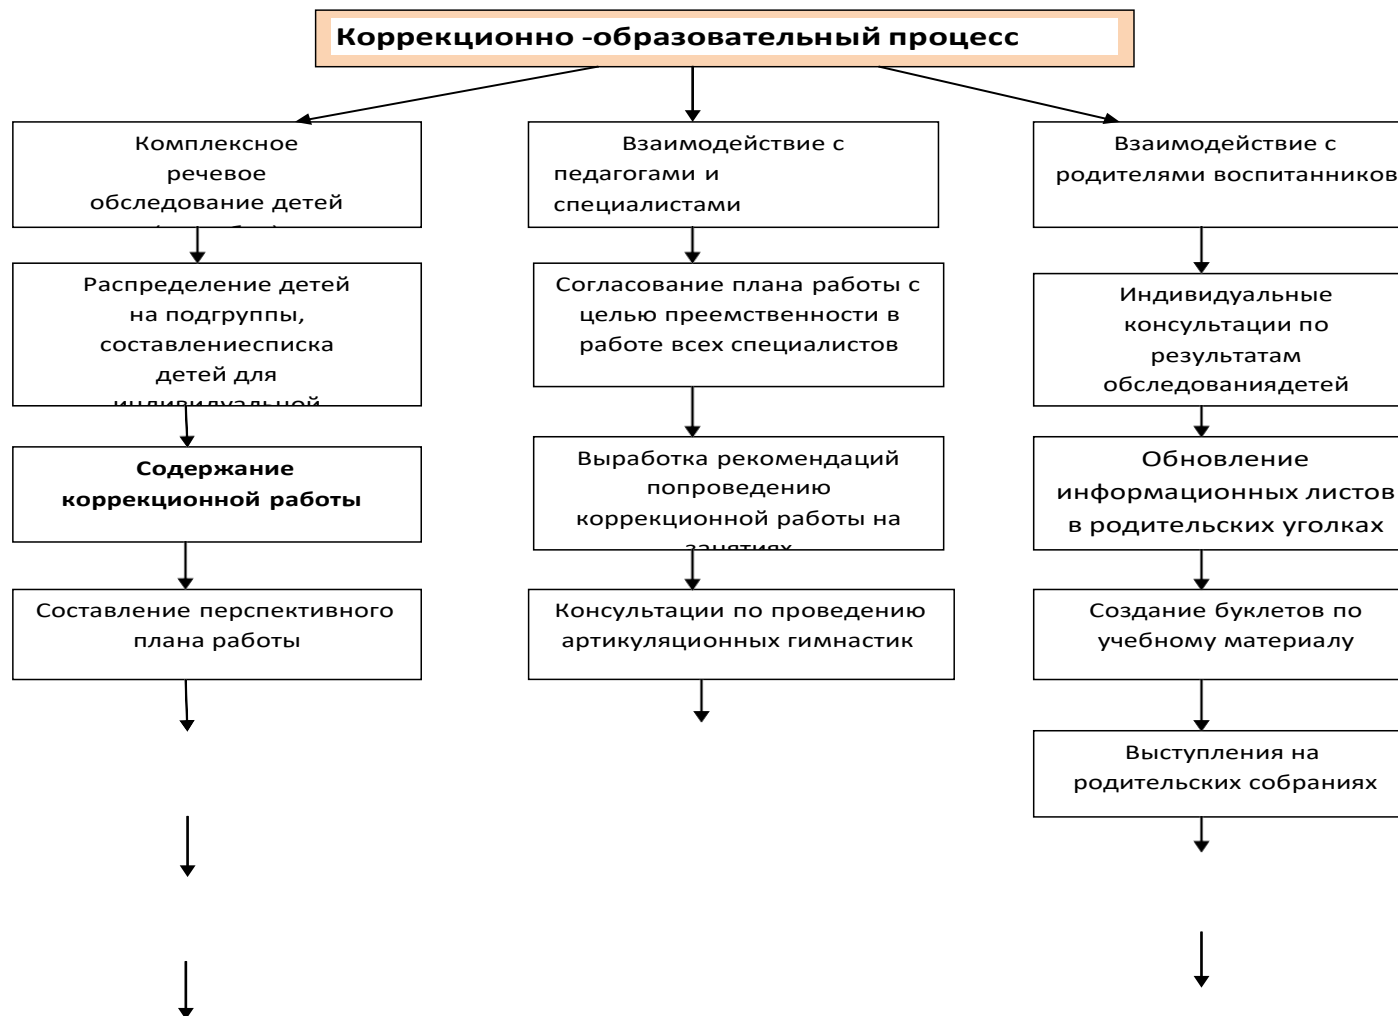 Коррекционно -образовательный процесс
Комплексное
речевое
обследование детей
Распределение детей
на подгруппы,
составлениесписка
детей для
индивидуальной
Содержание
коррекционной работы
Составление перспективного
плана работы
Взаимодействие с
педагогами и
специалистами
Согласование плана работы с
целью преемственности в
работе всех специалистов
Выработка рекомендаций
попроведению
коррекционной работы на
занятиях
Консультации по проведению
артикуляционных гимнастик
Взаимодействие с
родителями воспитанников
Индивидуальные
консультации по
результатам
обследованиядетей
Обновление
информационных листов
в родительских уголках
Создание буклетов по
учебному материалу
Выступления на
родительских собраниях